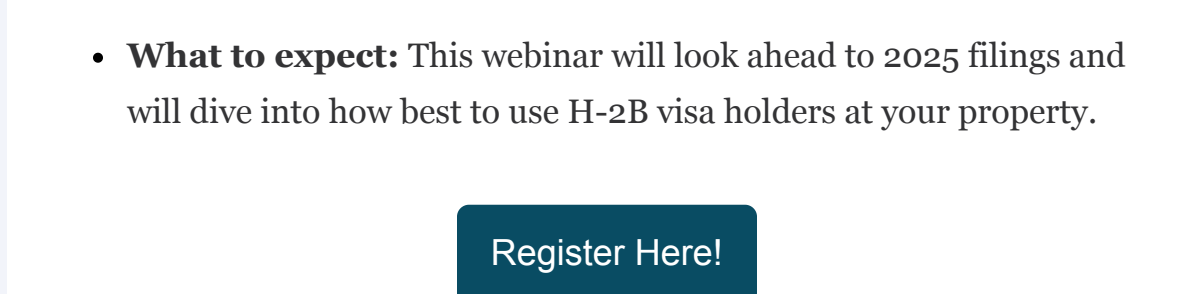 • What to expect: This webinar will look ahead to 2025 filings and
will dive into how best to use H-2B visa holders at your property.
Register Here!